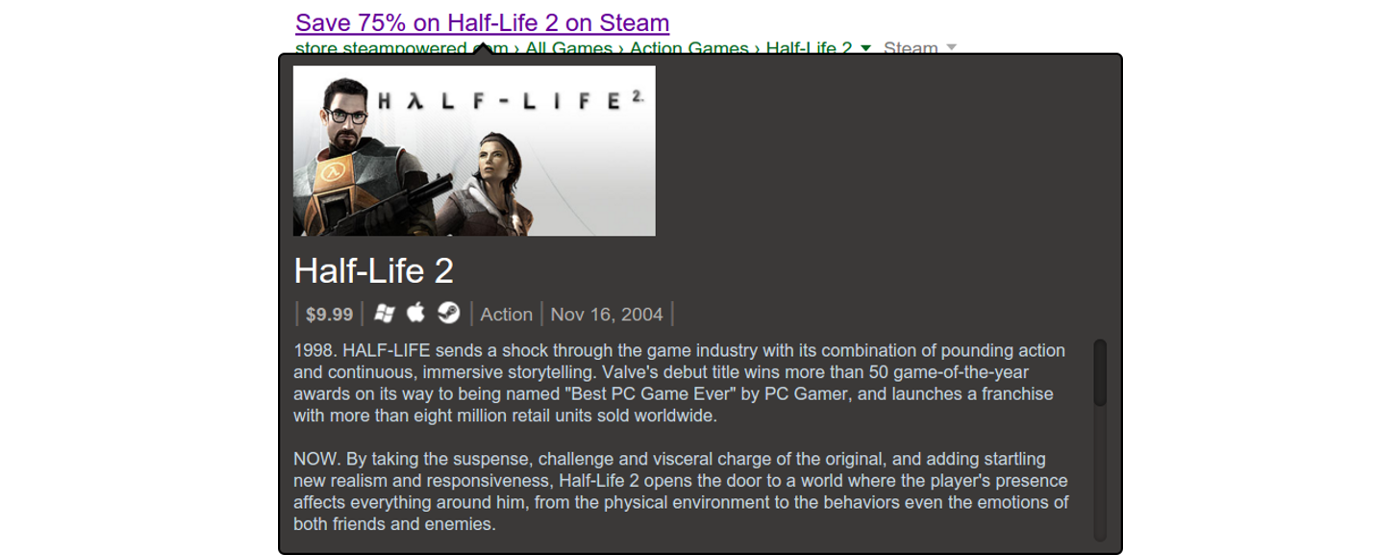 Save 75% on Half-Life 2 on Steam
store.steampowered.com › All Games › Action Games › Half-Life 2 Steam
HλLF-LIFE²
Half-Life 2
| $9.99 | | Action | Nov 16, 2004 |
1998. HALF-LIFE sends a shock through the game industry with its combination of pounding action
and continuous, immersive storytelling. Valve's debut title wins more than 50 game-of-the-year
awards on its way to being named "Best PC Game Ever" by PC Gamer, and launches a franchise
with more than eight million retail units sold worldwide.
NOW. By taking the suspense, challenge and visceral charge of the original, and adding startling
new realism and responsiveness, Half-Life 2 opens the door to a world where the player's presence
affects everything around him, from the physical environment to the behaviors even the emotions of
both friends and enemies.